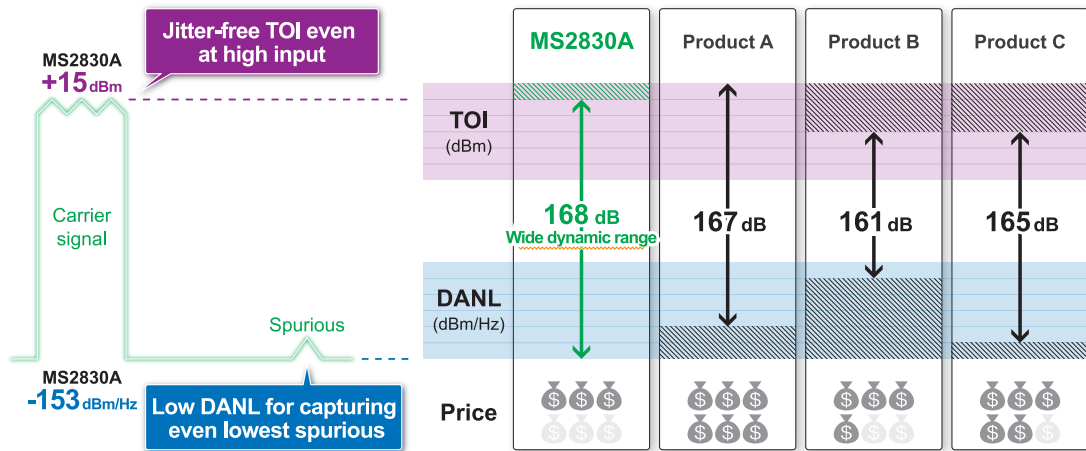 Jitter-free TOI even
at high input
MS2830A
+15 dBm
Carrier
signal
Spurious
MS2830A
-153 dBm/Hz
Low DANL for capturing
even lowest spurious
MS2830A
Product A
Product B
Product C
TOI
(dBm)
168 dB
Wide dynamic range
167 dB
161 dB
165 dB
DANL
(dBm/Hz)
Price
$ $ $ $ $ $ $ $ $ $ $ $
$ $ $ $ $ $ $ $ $ $ $ $